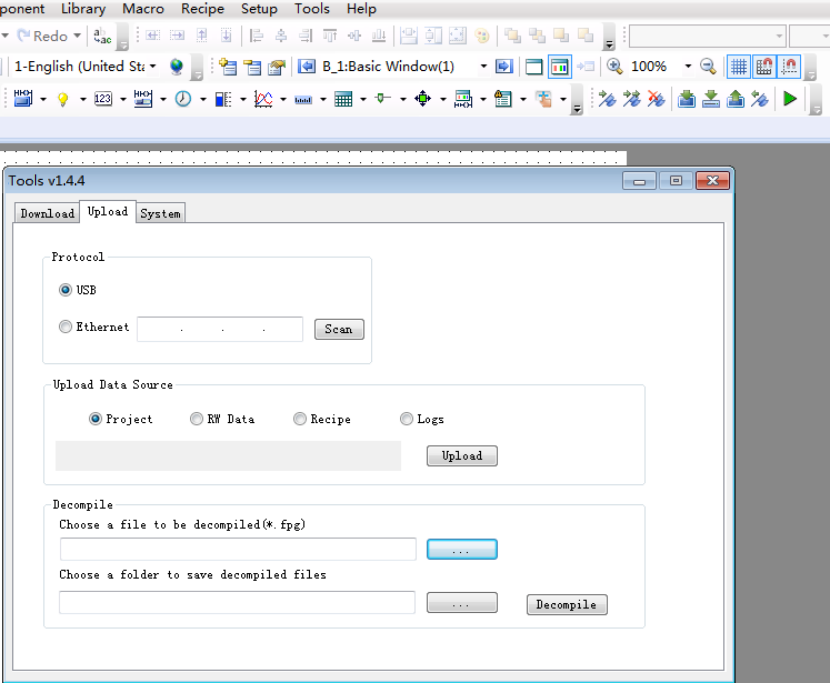 ponent Library Macro Recipe Setup Tools Help
Redo
1-English (United Sta B_1:Basic Window(1) 100%
123
Tools v1.4.4
Download Upload System
Protocol
USB
Ethernet . . . Scan
Upload Data Source
Project RW Data Recipe Logs
Upload
Decompile
Choose a file to be decompiled(*.fpg)
...
Choose a folder to save decompiled files
... Decompile